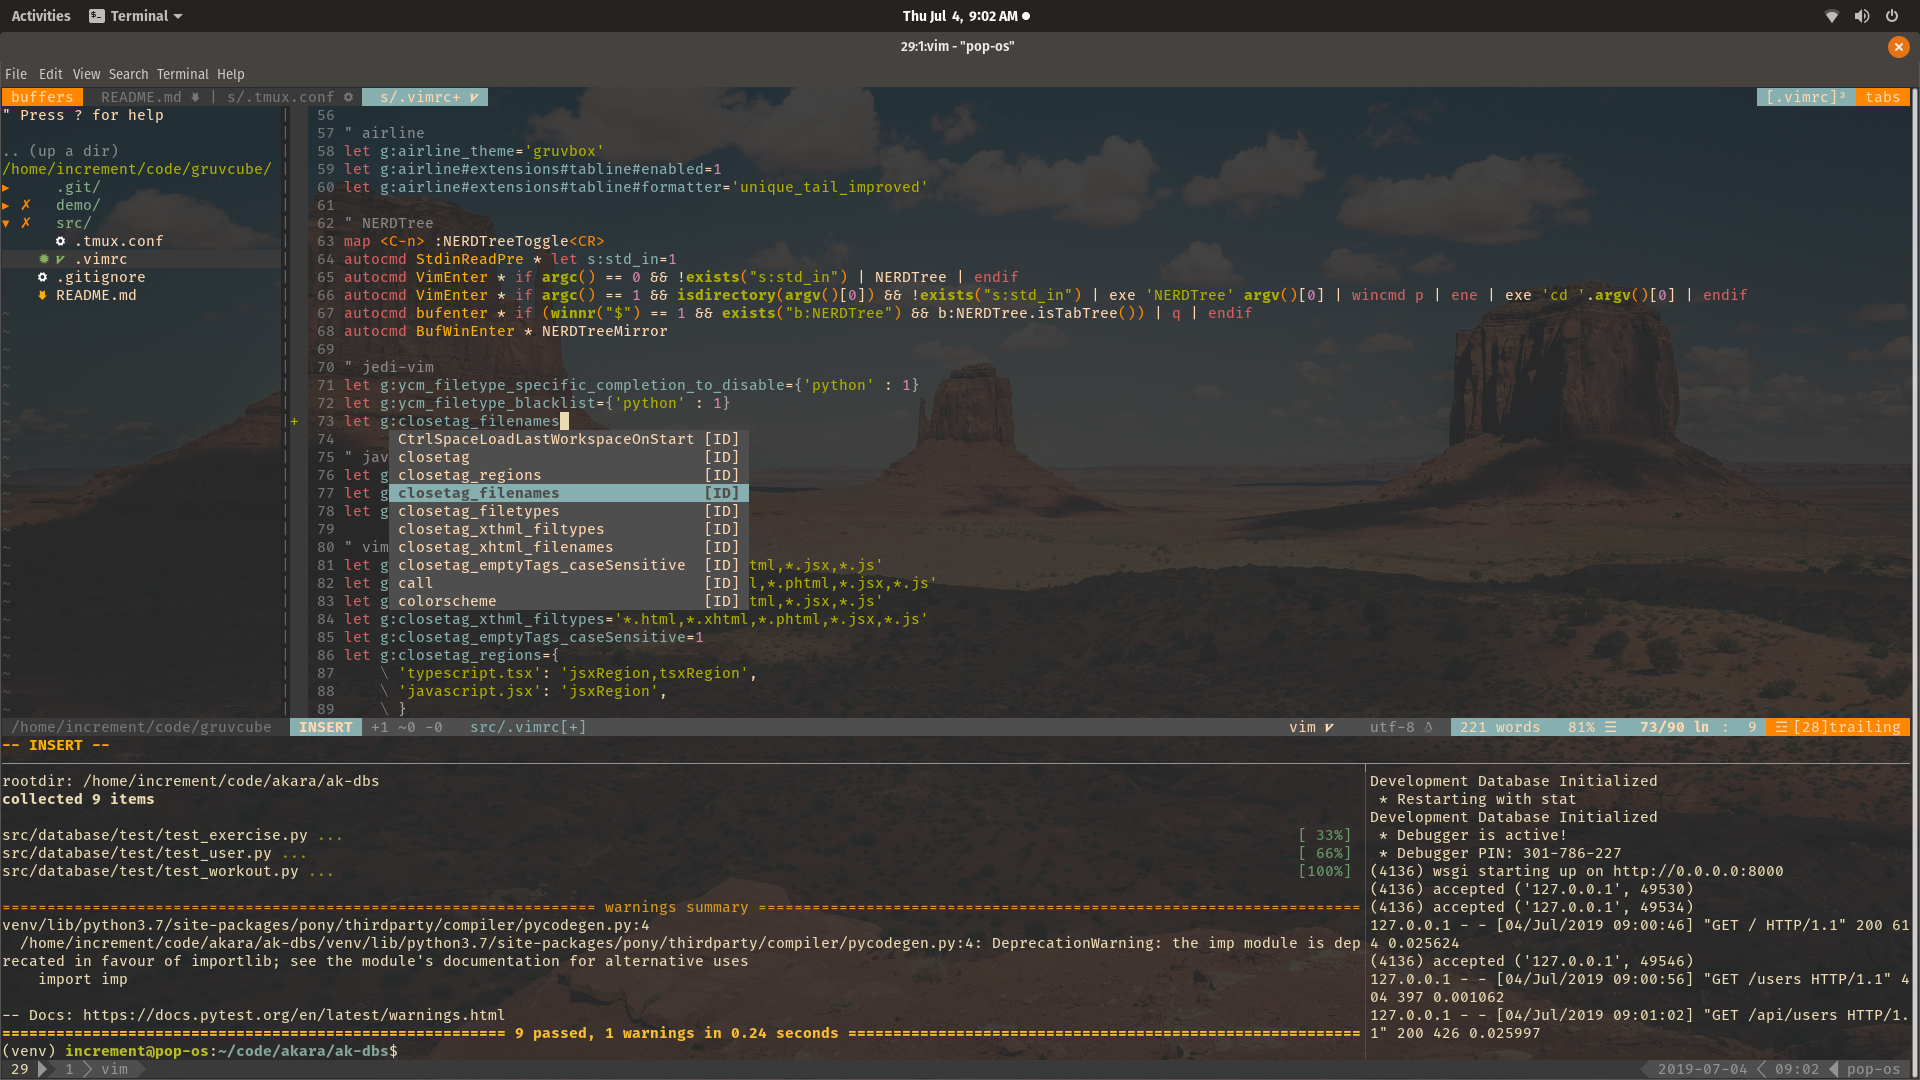 Activities Terminal Thu Jul 4, 9:02 AM
29:1:vim - "pop-os"
File Edit View Search Terminal Help
buffers README.md | s/.tmux.conf s/.vimrc+ [.vimrc]³ tabs
" Press ? for help
.. (up a dir)
/home/increment/code/gruvcube/
▸ .git/
▸ ✗ demo/
▾ ✗ src/
.tmux.conf
.vimrc
.gitignore
README.md
56
57 " airline
58 let g:airline_theme='gruvbox'
59 let g:airline#extensions#tabline#enabled=1
60 let g:airline#extensions#tabline#formatter='unique_tail_improved'
61
62 " NERDTree
63 map <C-n> :NERDTreeToggle<CR>
64 autocmd StdinReadPre * let s:std_in=1
65 autocmd VimEnter * if argc() == 0 && !exists("s:std_in") | NERDTree | endif
66 autocmd VimEnter * if argc() == 1 && isdirectory(argv()[0]) && !exists("s:std_in") | exe 'NERDTree' argv()[0] | wincmd p | ene | exe 'cd '.argv()[0] | endif
67 autocmd bufenter * if (winnr("$") == 1 && exists("b:NERDTree") && b:NERDTree.isTabTree()) | q | endif
68 autocmd BufWinEnter * NERDTreeMirror
69
70 " jedi-vim
71 let g:ycm_filetype_specific_completion_to_disable={'python' : 1}
72 let g:ycm_filetype_blacklist={'python' : 1}
+ 73 let g:closetag_filenames
74 CtrlSpaceLoadLastWorkspaceOnStart [ID]
75 " jav closetag [ID]
76 let g closetag_regions [ID]
77 let g closetag_filenames [ID]
78 let g closetag_filetypes [ID]
79 closetag_xthml_filtypes [ID]
80 " vim closetag_xhtml_filenames [ID]
81 let g closetag_emptyTags_caseSensitive [ID] tml,*.jsx,*.js'
82 let g call [ID] l,*.phtml,*.jsx,*.js'
83 let g colorscheme [ID] tml,*.jsx,*.js'
84 let g:closetag_xthml_filtypes='*.html,*.xhtml,*.phtml,*.jsx,*.js'
85 let g:closetag_emptyTags_caseSensitive=1
86 let g:closetag_regions={
87 \ 'typescript.tsx': 'jsxRegion,tsxRegion',
88 \ 'javascript.jsx': 'jsxRegion',
89 \ }
/home/increment/code/gruvcube INSERT +1 ~0 -0 src/.vimrc[+] vim utf-8 221 words 81% ☰ 73/90 ln : 9 [28]trailing
-- INSERT --
rootdir: /home/increment/code/akara/ak-dbs
collected 9 items
src/database/test/test_exercise.py ... [ 33%]
src/database/test/test_user.py ... [ 66%]
src/database/test/test_workout.py ... [100%]
================================================================== warnings summary ===================================================================
venv/lib/python3.7/site-packages/pony/thirdparty/compiler/pycodegen.py:4
/home/increment/code/akara/ak-dbs/venv/lib/python3.7/site-packages/pony/thirdparty/compiler/pycodegen.py:4: DeprecationWarning: the imp module is dep
recated in favour of importlib; see the module's documentation for alternative uses
import imp
-- Docs: https://docs.pytest.org/en/latest/warnings.html
======================================================== 9 passed, 1 warnings in 0.24 seconds =========================================================
(venv) increment@pop-os:~/code/akara/ak-dbs$
Development Database Initialized
* Restarting with stat
Development Database Initialized
* Debugger is active!
* Debugger PIN: 301-786-227
(4136) wsgi starting up on http://0.0.0.0:8000
(4136) accepted ('127.0.0.1', 49530)
(4136) accepted ('127.0.0.1', 49534)
127.0.0.1 - - [04/Jul/2019 09:00:46] "GET / HTTP/1.1" 200 61
4 0.025624
(4136) accepted ('127.0.0.1', 49546)
127.0.0.1 - - [04/Jul/2019 09:00:56] "GET /users HTTP/1.1" 4
04 397 0.001062
127.0.0.1 - - [04/Jul/2019 09:01:02] "GET /api/users HTTP/1.
1" 200 426 0.025997
29 1 vim 2019-07-04 09:02 pop-os